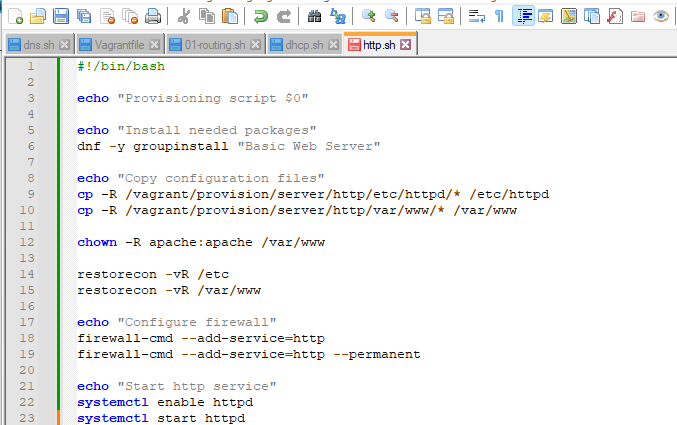 dns.sh Vagrantfile 01-routing.sh dhcp.sh http.sh
1 #!/bin/bash
2
3 echo "Provisioning script $0"
4
5 echo "Install needed packages"
6 dnf -y groupinstall "Basic Web Server"
7
8 echo "Copy configuration files"
9 cp -R /vagrant/provision/server/http/etc/httpd/* /etc/httpd
10 cp -R /vagrant/provision/server/http/var/www/* /var/www
11
12 chown -R apache:apache /var/www
13
14 restorecon -vR /etc
15 restorecon -vR /var/www
16
17 echo "Configure firewall"
18 firewall-cmd --add-service=http
19 firewall-cmd --add-service=http --permanent
20
21 echo "Start http service"
22 systemctl enable httpd
23 systemctl start httpd